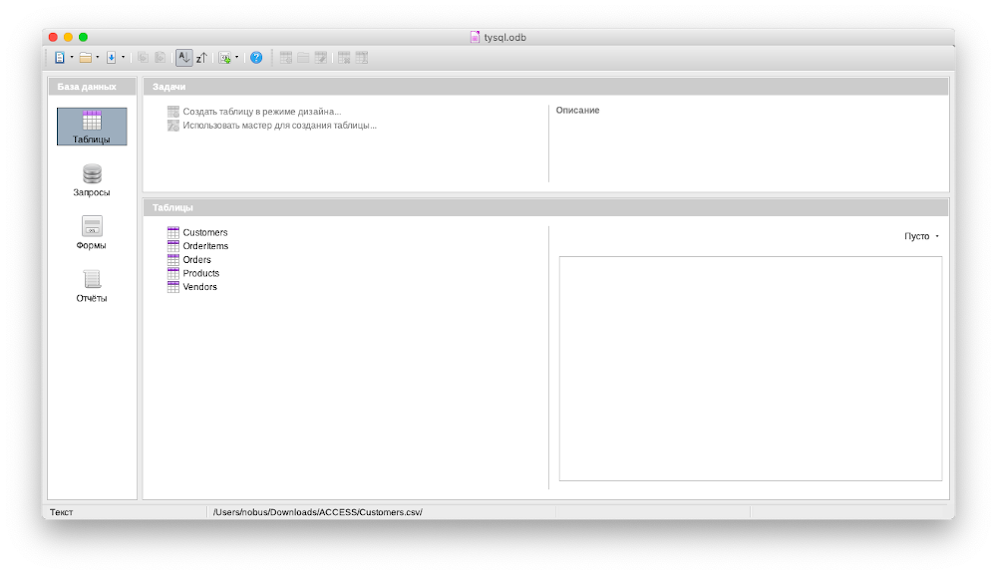 tysql.odb
База данных
Таблицы
Запросы
Формы
Отчёты
Задачи
Создать таблицу в режиме дизайна...
Использовать мастер для создания таблицы...
Описание
Таблицы
Customers
OrderItems
Orders
Products
Vendors
Пусто
Текст
/Users/nobus/Downloads/ACCESS/Customers.csv/